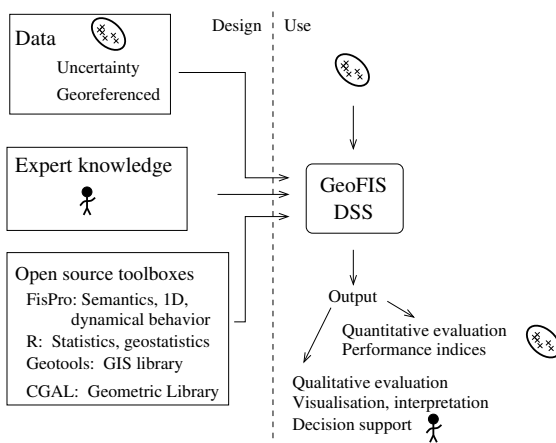 Design
Use
Data
Uncertainty
Georeferenced
Expert knowledge
GeoFIS
DSS
Open source toolboxes
FisPro: Semantics, 1D,
dynamical behavior
R: Statistics, geostatistics
Geotools: GIS library
CGAL: Geometric Library
Output
Quantitative evaluation
Performance indices
Qualitative evaluation
Visualisation, interpretation
Decision support